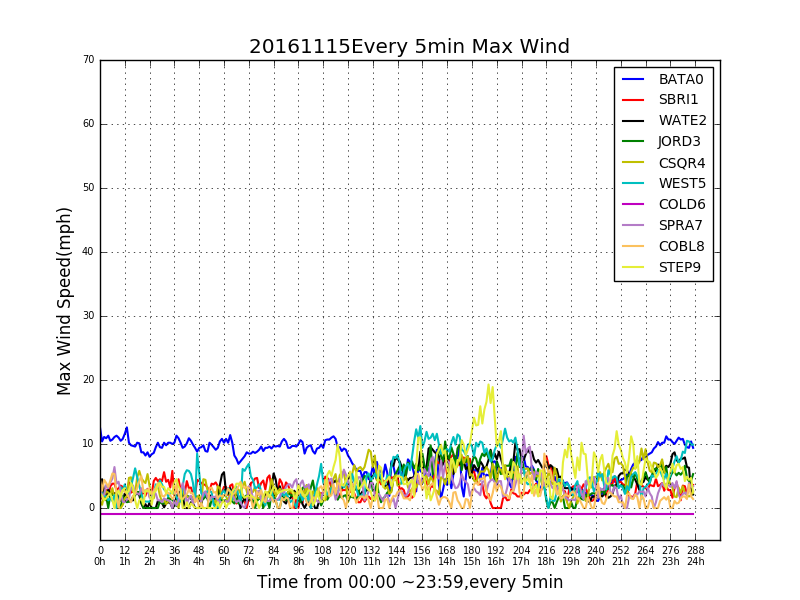 20161115Every 5min Max Wind
70
60
50
40
30
20
10
0
Max Wind Speed(mph)
BATA0
SBRI1
WATE2
JORD3
CSQR4
WEST5
COLD6
SPRA7
COBL8
STEP9
0 12 24 36 48 60 72 84 96 108 120 132 144 156 168 180 192 204 216 228 240 252 264 276 288
0h 1h 2h 3h 4h 5h 6h 7h 8h 9h 10h 11h 12h 13h 14h 15h 16h 17h 18h 19h 20h 21h 22h 23h 24h
Time from 00:00 ~23:59,every 5min